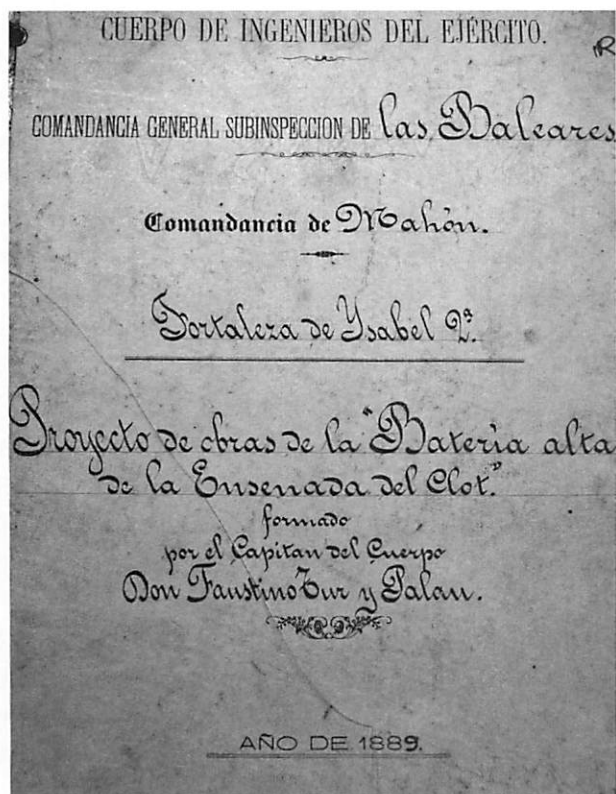 CUERPO DE INGENIEROS DEL EJÉRCITO.
R
COMANDANCIA GENERAL SUBINSPECCION DE las Baleares
Comandancia de Mahón.
Fortaleza de Ysabel 2ª.
Proyecto de obras de la "Bateria alta
de la Ensenada del Clot."
formado
por el Capitan del Cuerpo
Don Faustino Tur y Palau.
AÑO DE 1889.